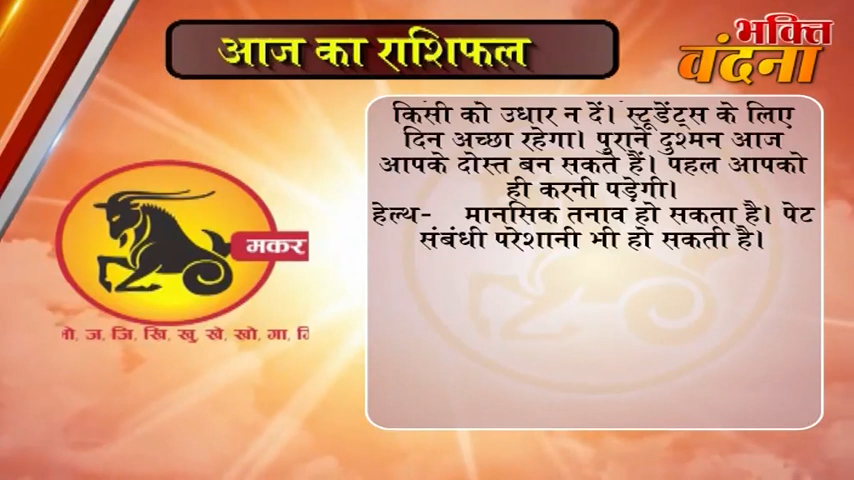 आज का राशिफल
भक्ति
वंदना
किसी को उधार न दें। स्टूडेंट्स के लिए
दिन अच्छा रहेगा। पुराने दुश्मन आज
आपके दोस्त बन सकते हैं। पहल आपको
ही करनी पड़ेगी।
हेल्थ- मानसिक तनाव हो सकता है। पेट
संबंधी परेशानी भी हो सकती है।
मकर
ज, जि, खि, खु, खे, खो, गा,